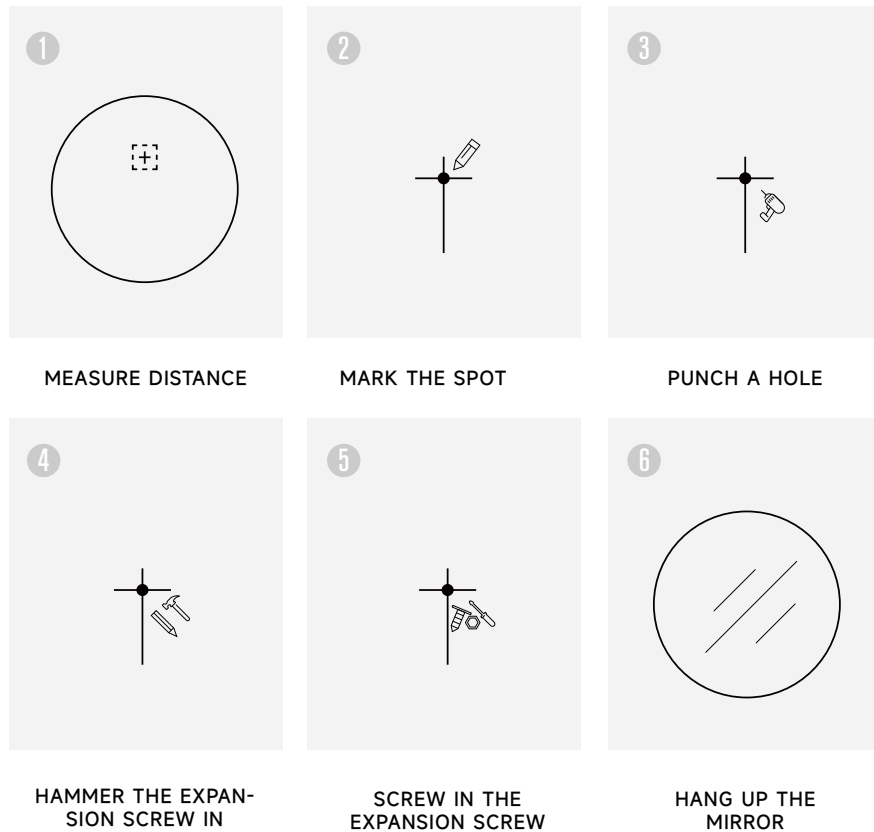 1
2
3
MEASURE DISTANCE
MARK THE SPOT
PUNCH A HOLE
4
5
6
HAMMER THE EXPAN-
SION SCREW IN
SCREW IN THE
EXPANSION SCREW
HANG UP THE
MIRROR